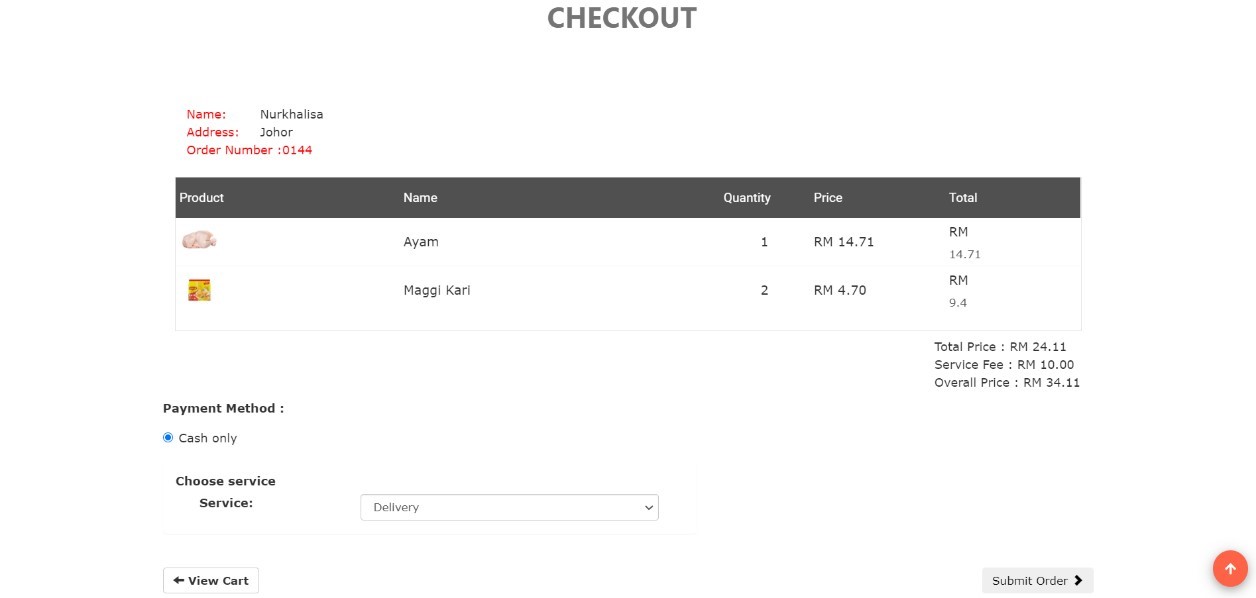 CHECKOUT
Name: Nurkhalisa
Address: Johor
Order Number :0144
Product Name Quantity Price Total
Ayam 1 RM 14.71 RM
14.71
Maggi Kari 2 RM 4.70 RM
9.4
Total Price : RM 24.11
Service Fee : RM 10.00
Overall Price : RM 34.11
Payment Method :
Cash only
Choose service
Service: Delivery
View Cart Submit Order